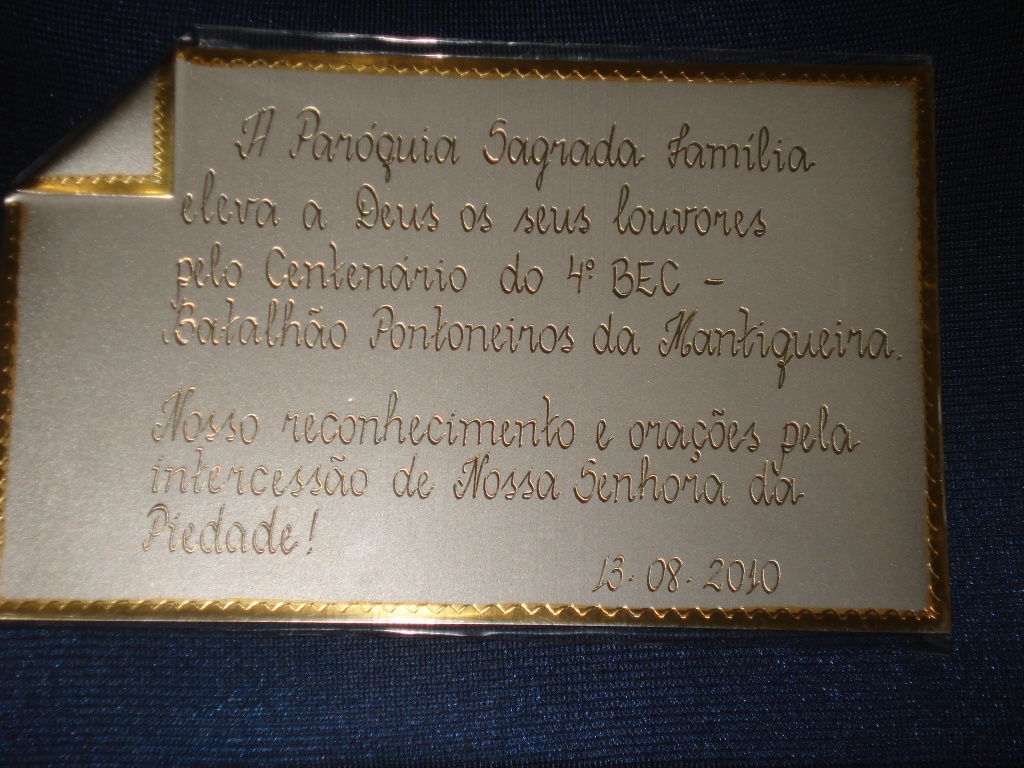 A Paróquia Sagrada Família
eleva a Deus os seus louvores
pelo Centenário do 4º BEC -
Batalhão Pontoneiros da Mantiqueira.
Nosso reconhecimento e orações pela
intercessão de Nossa Senhora da
Piedade!
13-08-2010